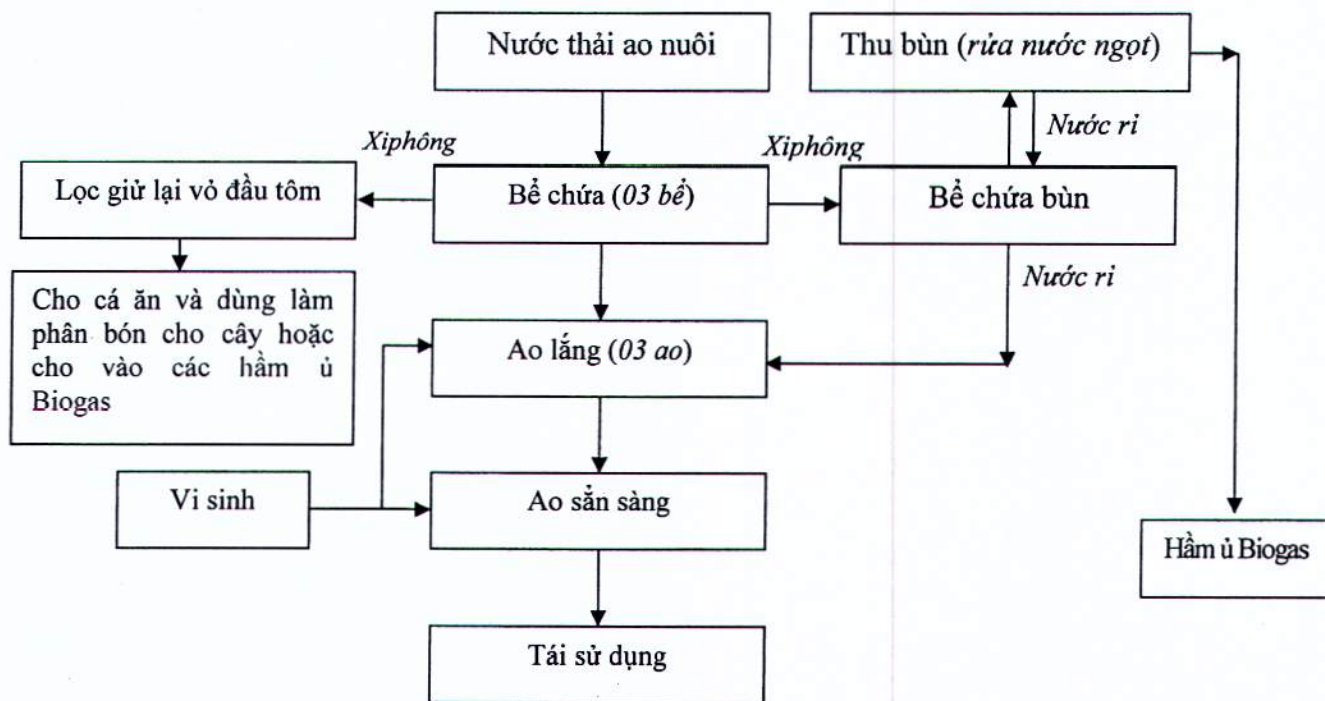 Nước thải ao nuôi
Thu bùn (rửa nước ngọt)
Nước rỉ
Xiphông
Xiphông
Lọc giử lại vỏ đầu tôm
Bể chứa (03 bể)
Bể chứa bùn
Nước rỉ
Cho cá ăn và dùng làm
phân bón cho cây hoặc
cho vào các hầm ủ
Biogas
Ao lắng (03 ao)
Vi sinh
Ao sẳn sàng
Hầm ủ Biogas
Tái sử dụng